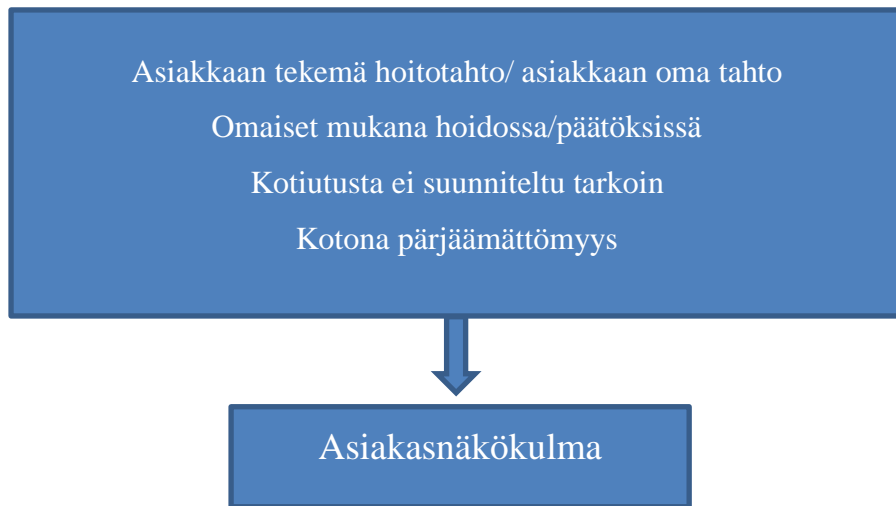 Asiakkaan tekemä hoitotahto/ asiakkaan oma tahto
Omaiset mukana hoidossa/päätöksissä
Kotiutusta ei suunniteltu tarkoin
Kotona pärjäämättömyys
Asiakasnäkökulma